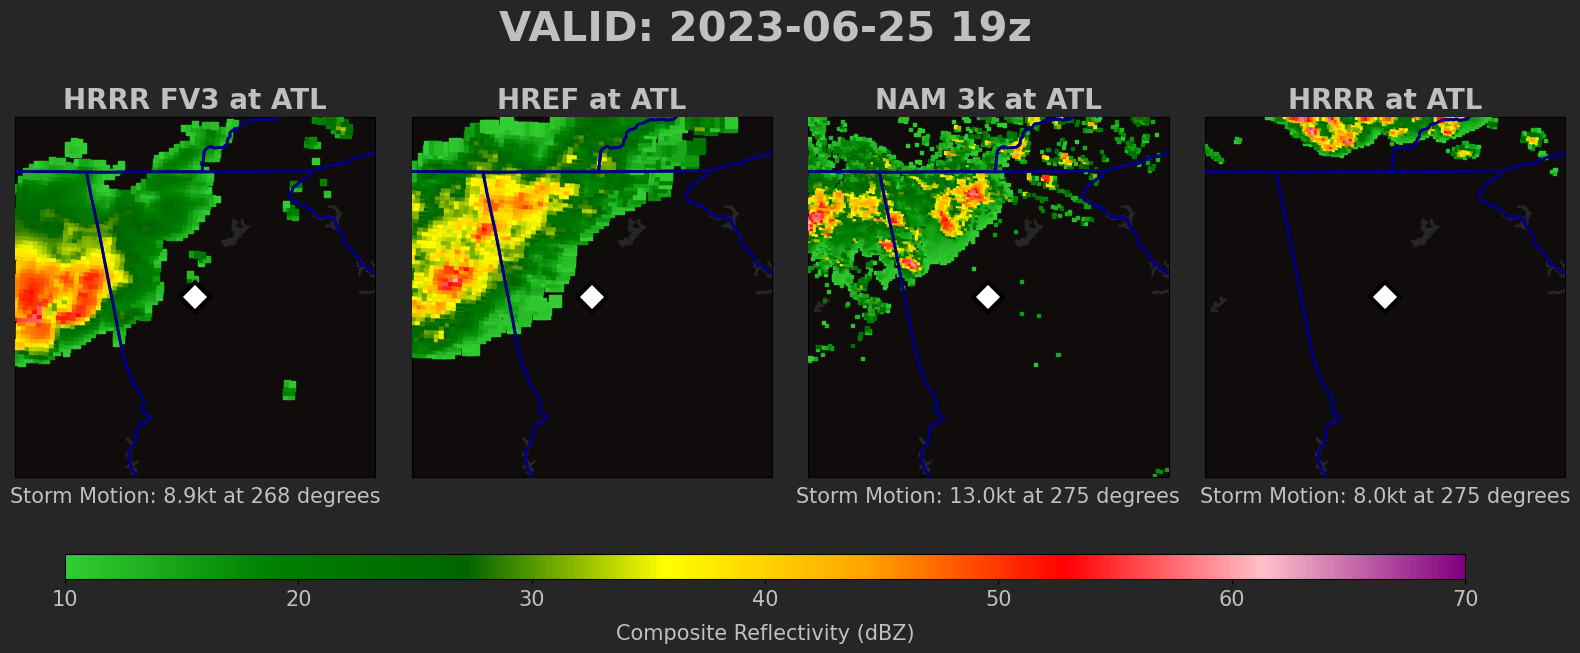 VALID: 2023-06-25 19z
HRRR FV3 at ATL
HREF at ATL
NAM 3k at ATL
HRRR at ATL
Storm Motion: 8.9kt at 268 degrees
Storm Motion: 13.0kt at 275 degrees
Storm Motion: 8.0kt at 275 degrees
10 20 30 40 50 60 70
Composite Reflectivity (dBZ)